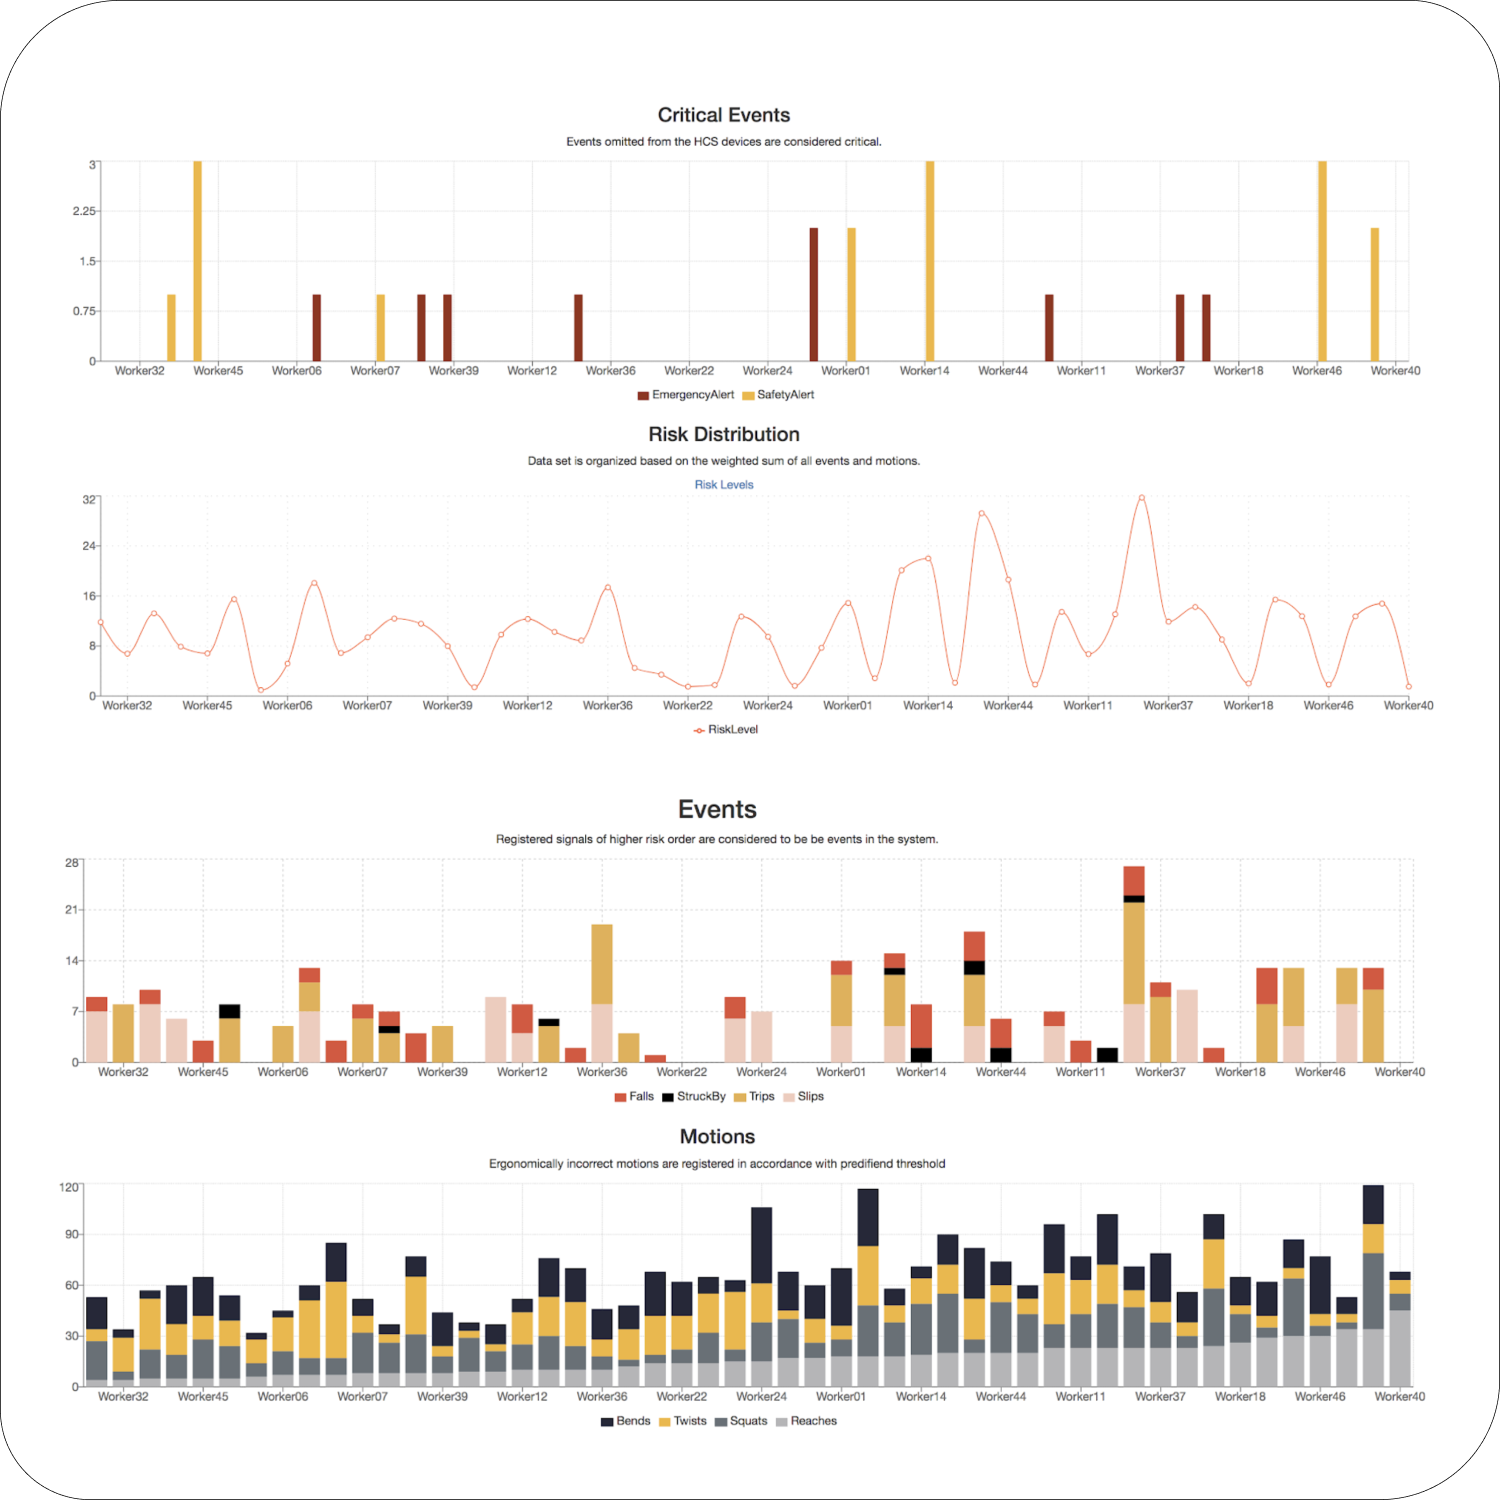 Critical Events
Events omitted from the HCS devices are considered critical.
3
2.25
1.5
0.75
0
Worker32 Worker45 Worker06 Worker07 Worker39 Worker12 Worker36 Worker22 Worker24 Worker01 Worker14 Worker44 Worker11 Worker37 Worker18 Worker46 Worker40
EmergencyAlert SafetyAlert
Risk Distribution
Data set is organized based on the weighted sum of all events and motions.
Risk Levels
32
24
16
8
0
Worker32 Worker45 Worker06 Worker07 Worker39 Worker12 Worker36 Worker22 Worker24 Worker01 Worker14 Worker44 Worker11 Worker37 Worker18 Worker46 Worker40
RiskLevel
Events
Registered signals of higher risk order are considered to be be events in the system.
28
21
14
7
0
Worker32 Worker45 Worker06 Worker07 Worker39 Worker12 Worker36 Worker22 Worker24 Worker01 Worker14 Worker44 Worker11 Worker37 Worker18 Worker46 Worker40
Falls StruckBy Trips Slips
Motions
Ergonomically incorrect motions are registered in accordance with predifiend threshold
120
90
60
30
0
Worker32 Worker45 Worker06 Worker07 Worker39 Worker12 Worker36 Worker22 Worker24 Worker01 Worker14 Worker44 Worker11 Worker37 Worker18 Worker46 Worker40
Bends Twists Squats Reaches